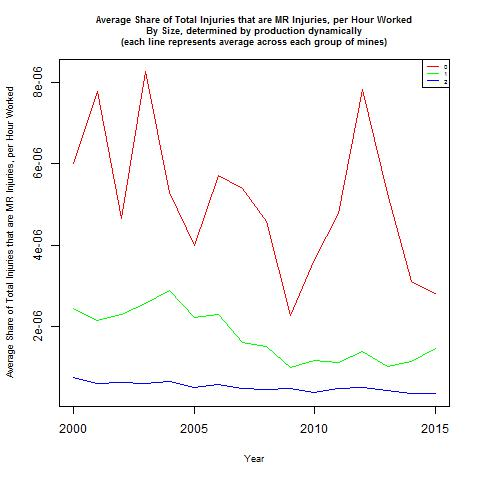 Average Share of Total Injuries that are MR Injuries, per Hour Worked
By Size, determined by production dynamically
(each line represents average across each group of mines)
0
1
2
Average Share of Total Injuries that are MR Injuries, per Hour Worked
8e-06
6e-06
4e-06
2e-06
2000
2005
2010
2015
Year